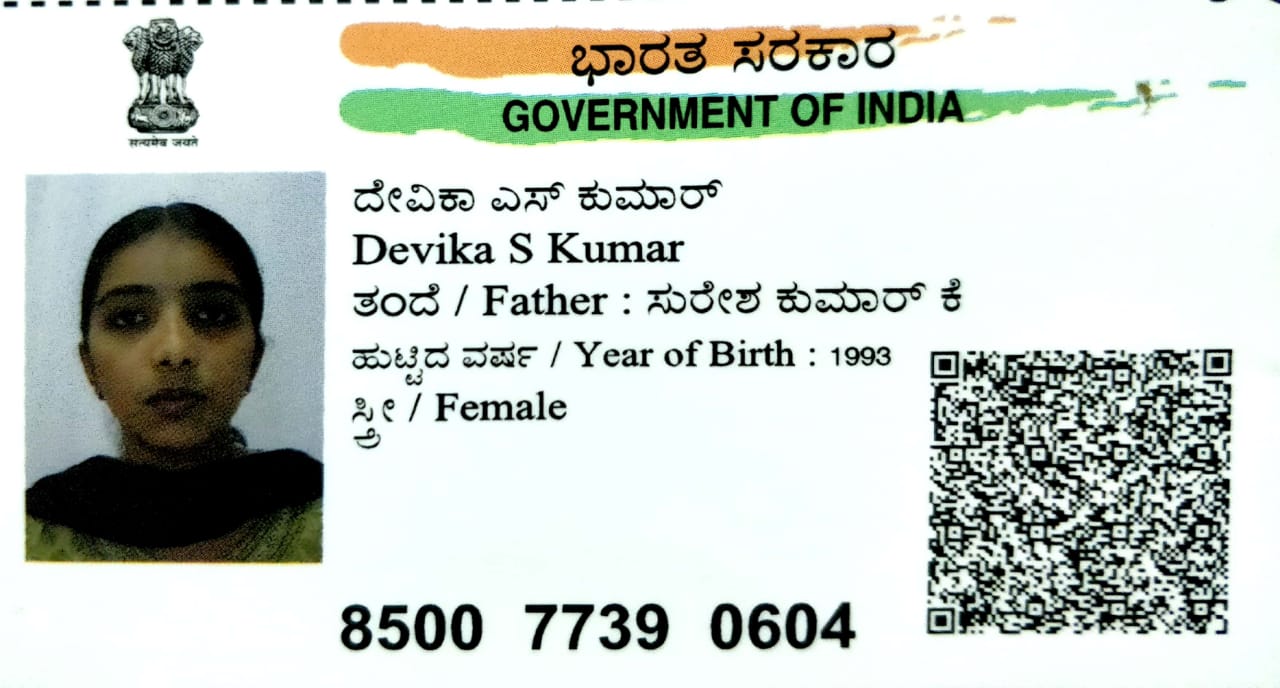 ಭಾರತ ಸರಕಾರ
GOVERNMENT OF INDIA
सत्यमेव जयते
ದೇವಿಕಾ ಎಸ್ ಕುಮಾರ್
Devika S Kumar
ತಂದೆ / Father : ಸುರೇಶ ಕುಮಾರ್ ಕೆ
ಹುಟ್ಟಿದ ವರ್ಷ / Year of Birth : 1993
ಸ್ತ್ರೀ / Female
8500 7739 0604